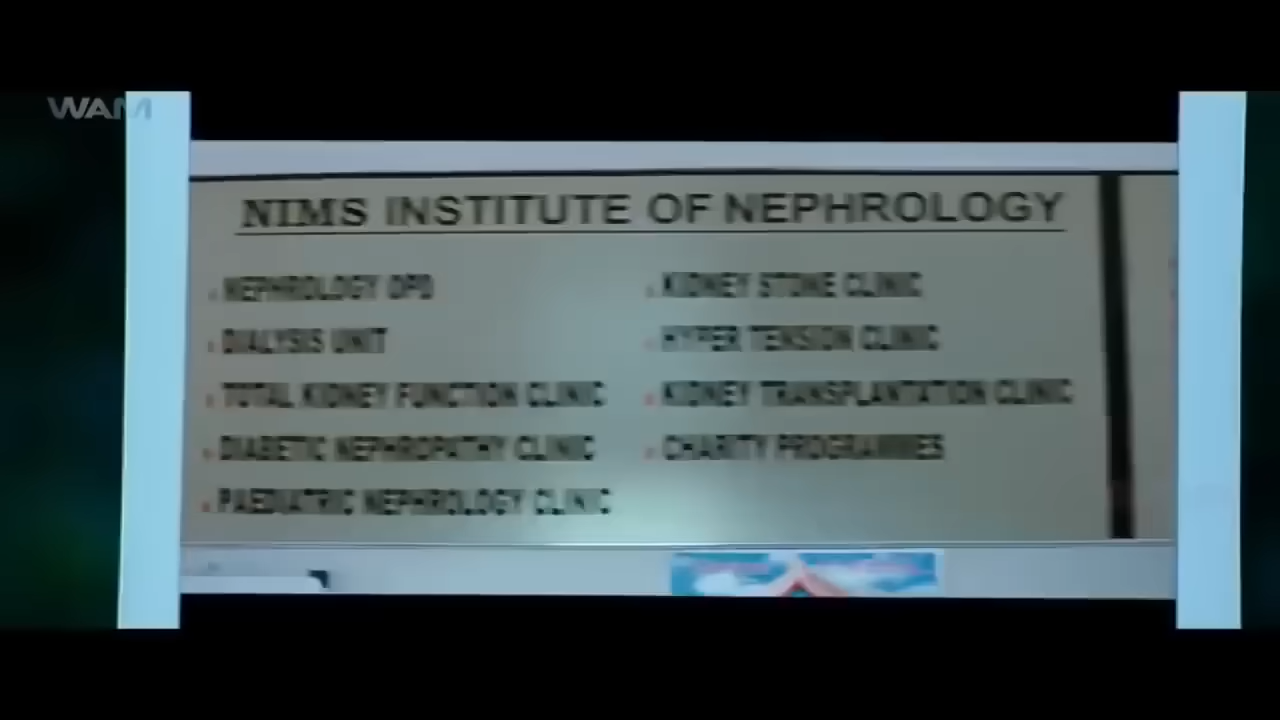 WAM
NIMS INSTITUTE OF NEPHROLOGY
NEPHROLOGY OPD
DIALYSIS UNIT
TOTAL KIDNEY FUNCTION CLINIC
DIABETIC NEPHROPATHY CLINIC
PAEDIATRIC NEPHROLOGY CLINIC
KIDNEY STONE CLINIC
HYPER TENSION CLINIC
KIDNEY TRANSPLANTATION CLINIC
CHARITY PROGRAMMES